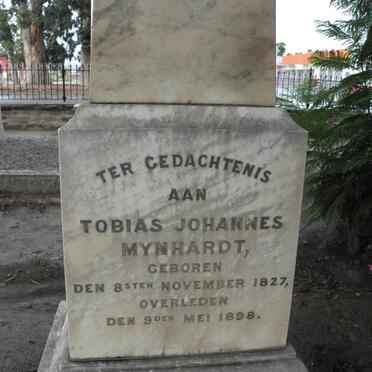 TER GEDACHTENIS
AAN
TOBIAS JOHANNES
MYNHARDT,
GEBOREN
DEN 8STEN NOVEMBER 1827,
OVERLEDEN
DEN 9DEN MEI 1898.